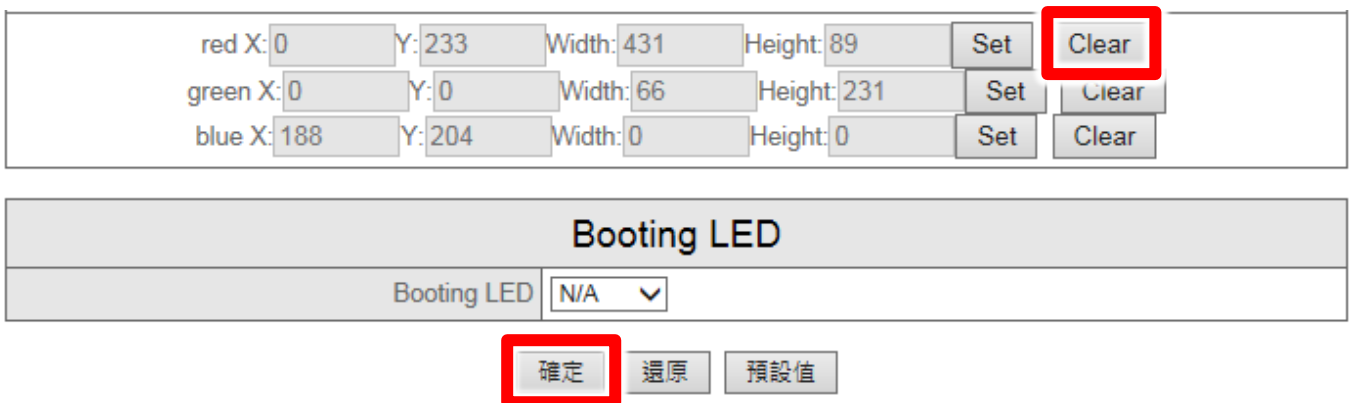 red X: 0 Y: 233 Width: 431 Height: 89 Set Clear
green X: 0 Y: 0 Width: 66 Height: 231 Set Clear
blue X: 188 Y: 204 Width: 0 Height: 0 Set Clear
Booting LED
Booting LED N/A
確定 還原 預設值